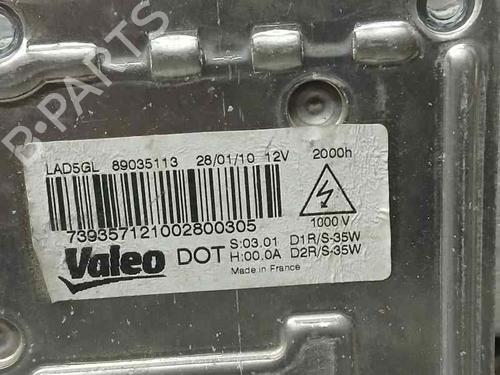 B-PARTS
LAD5GL 89035113 28/01/10 12V 2000h
739357121002800305
1000 V
Valeo DOT S:03.01 D1R/S-35W
H:00.0A D2R/S-35W
Made in France